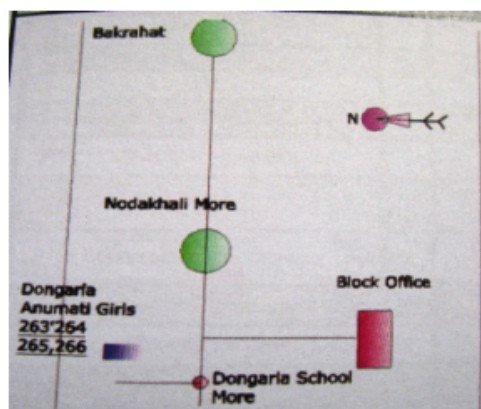 Bakrahat
N
Nodakhali More
Block Office
Dongaria
Anumati Girls
263'264
265,266
Dongaria School
More